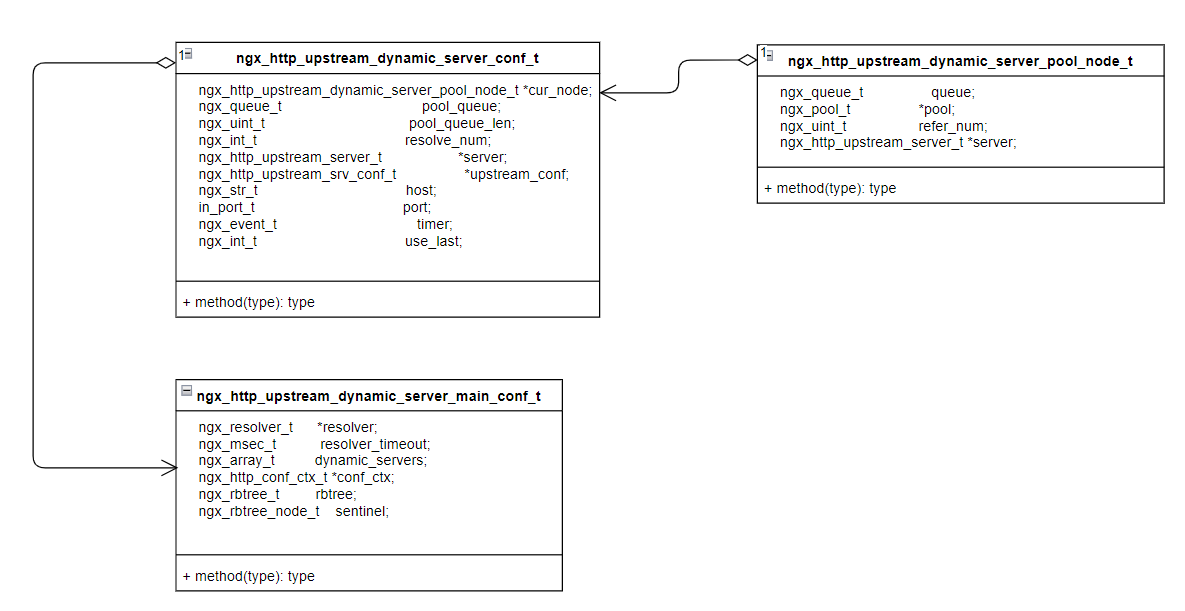 1
ngx_http_upstream_dynamic_server_conf_t
ngx_http_upstream_dynamic_server_pool_node_t *cur_node;
ngx_queue_t pool_queue;
ngx_uint_t pool_queue_len;
ngx_int_t resolve_num;
ngx_http_upstream_server_t *server;
ngx_http_upstream_srv_conf_t *upstream_conf;
ngx_str_t host;
in_port_t port;
ngx_event_t timer;
ngx_int_t use_last;
+ method(type): type
1
ngx_http_upstream_dynamic_server_pool_node_t
ngx_queue_t queue;
ngx_pool_t *pool;
ngx_uint_t refer_num;
ngx_http_upstream_server_t *server;
+ method(type): type
ngx_http_upstream_dynamic_server_main_conf_t
ngx_resolver_t *resolver;
ngx_msec_t resolver_timeout;
ngx_array_t dynamic_servers;
ngx_http_conf_ctx_t *conf_ctx;
ngx_rbtree_t rbtree;
ngx_rbtree_node_t sentinel;
+ method(type): type